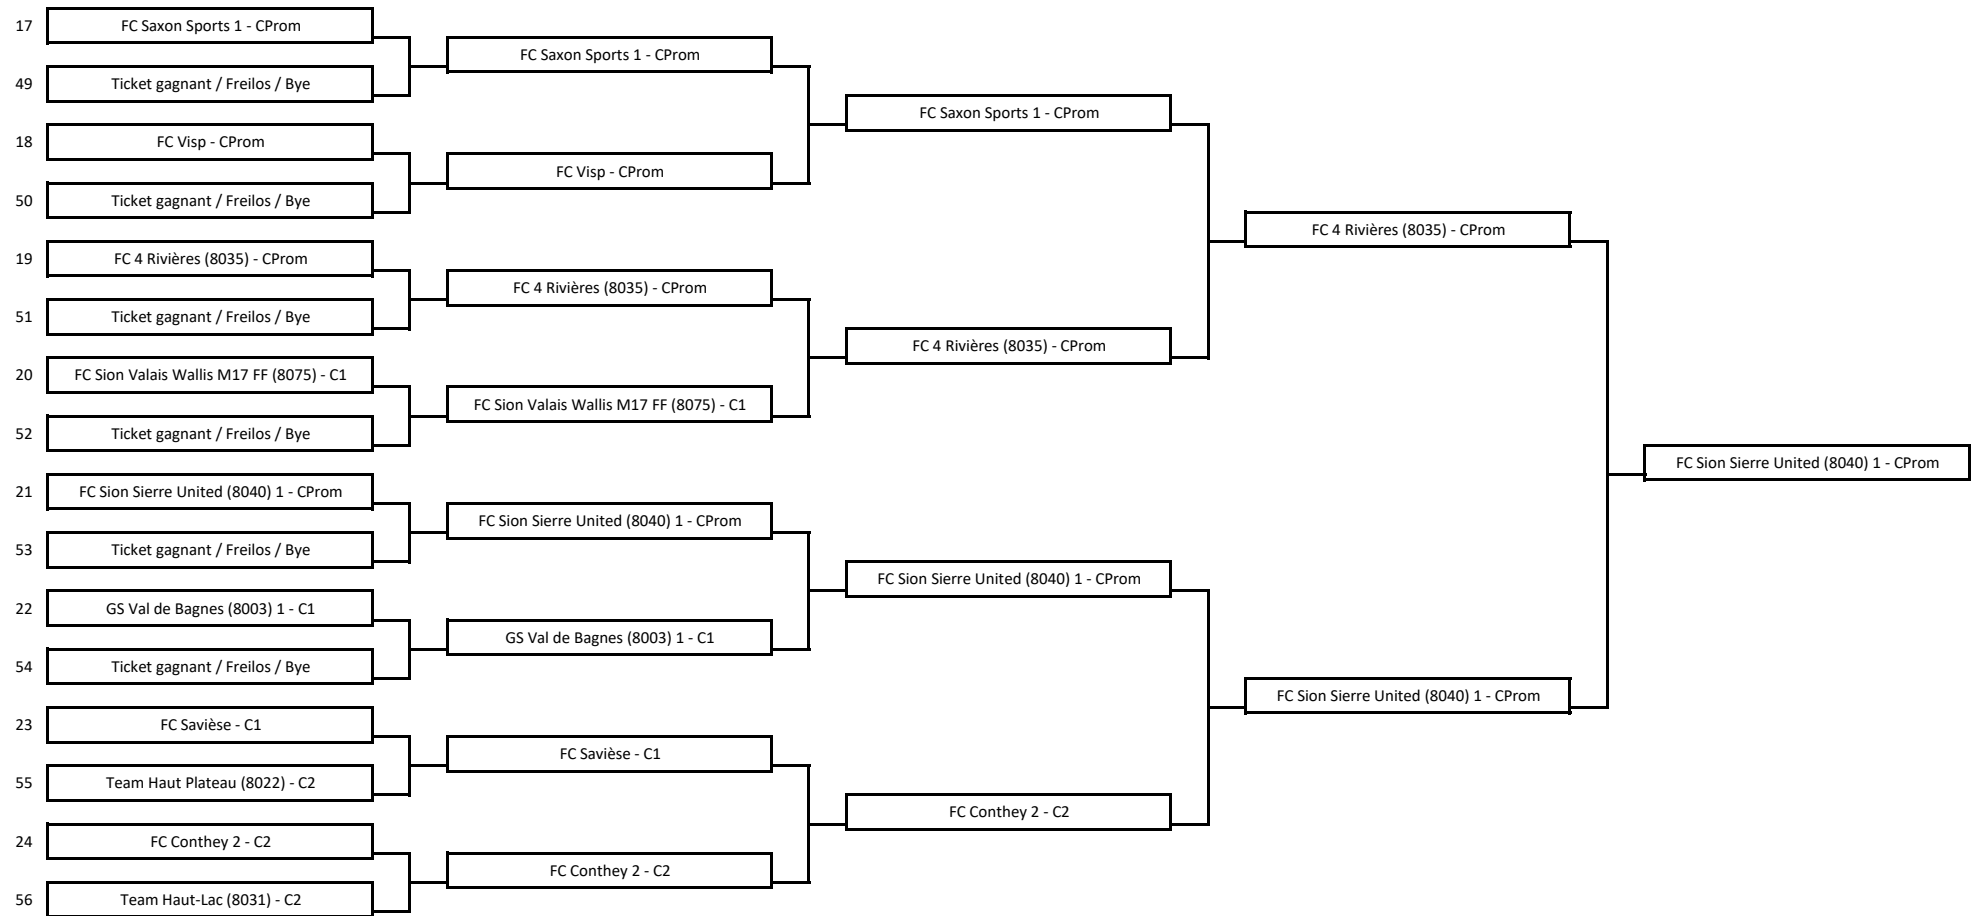 17 FC Saxon Sports 1 - CProm
49 Ticket gagnant / Freilos / Bye
18 FC Visp - CProm
50 Ticket gagnant / Freilos / Bye
19 FC 4 Rivières (8035) - CProm
51 Ticket gagnant / Freilos / Bye
20 FC Sion Valais Wallis M17 FF (8075) - C1
52 Ticket gagnant / Freilos / Bye
21 FC Sion Sierre United (8040) 1 - CProm
53 Ticket gagnant / Freilos / Bye
22 GS Val de Bagnes (8003) 1 - C1
54 Ticket gagnant / Freilos / Bye
23 FC Savièse - C1
55 Team Haut Plateau (8022) - C2
24 FC Conthey 2 - C2
56 Team Haut-Lac (8031) - C2
FC Saxon Sports 1 - CProm
FC Visp - CProm
FC 4 Rivières (8035) - CProm
FC Sion Valais Wallis M17 FF (8075) - C1
FC Sion Sierre United (8040) 1 - CProm
GS Val de Bagnes (8003) 1 - C1
FC Savièse - C1
FC Conthey 2 - C2
FC Saxon Sports 1 - CProm
FC 4 Rivières (8035) - CProm
FC Sion Sierre United (8040) 1 - CProm
FC Conthey 2 - C2
FC 4 Rivières (8035) - CProm
FC Sion Sierre United (8040) 1 - CProm
FC Sion Sierre United (8040) 1 - CProm